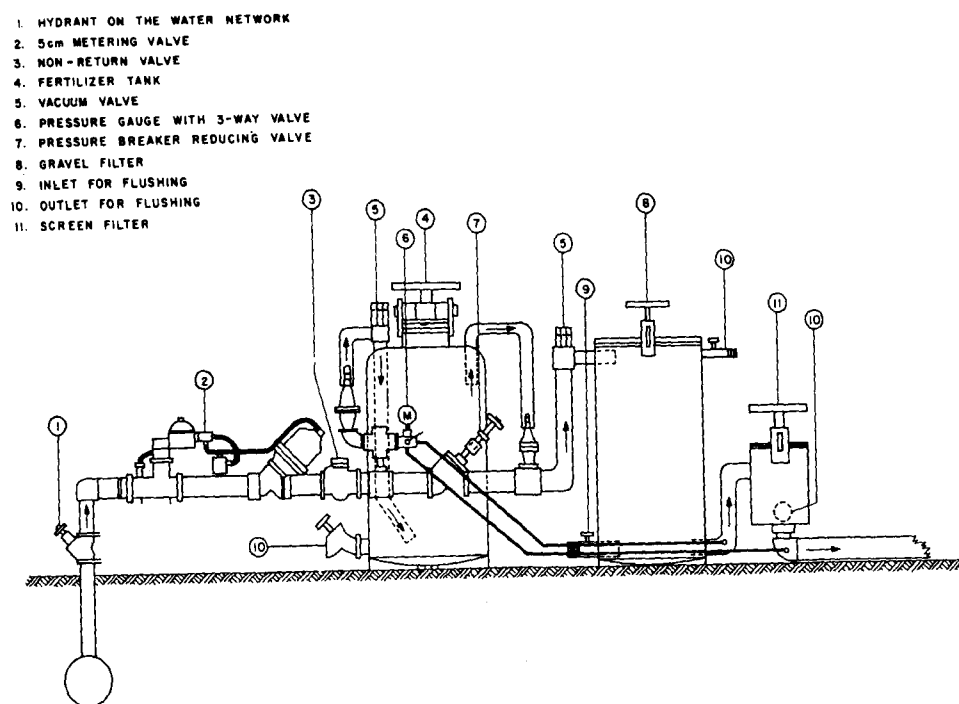 1. HYDRANT ON THE WATER NETWORK
2. 5cm METERING VALVE
3. NON-RETURN VALVE
4. FERTILIZER TANK
5. VACUUM VALVE
6. PRESSURE GAUGE WITH 3-WAY VALVE
7. PRESSURE BREAKER REDUCING VALVE
8. GRAVEL FILTER
9. INLET FOR FLUSHING
10. OUTLET FOR FLUSHING
11. SCREEN FILTER
3
5
4
6
7
5
8
10
9
11
10
2
1
M
10